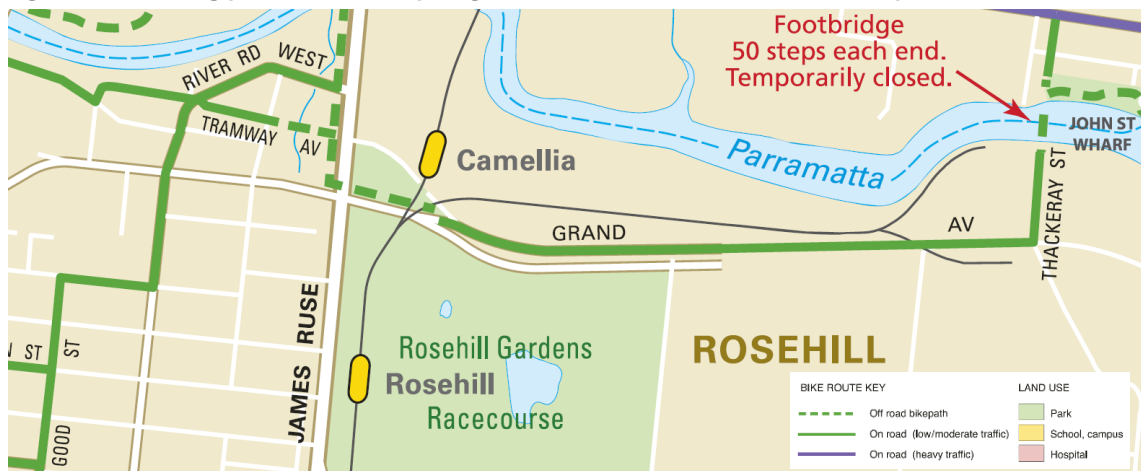 Footbridge
50 steps each end.
Temporarily closed.
RIVER RD WEST
TRAMWAY AV
JOHN ST
WHARF
Camellia
Parramatta
THACKERAY ST
GRAND AV
JAMES RUSE
Rosehill Gardens
Rosehill
Racecourse
ROSEHILL
N ST
GOOD ST
BIKE ROUTE KEY
Off road bikepath
On road (low/moderate traffic)
On road (heavy traffic)
LAND USE
Park
School, campus
Hospital